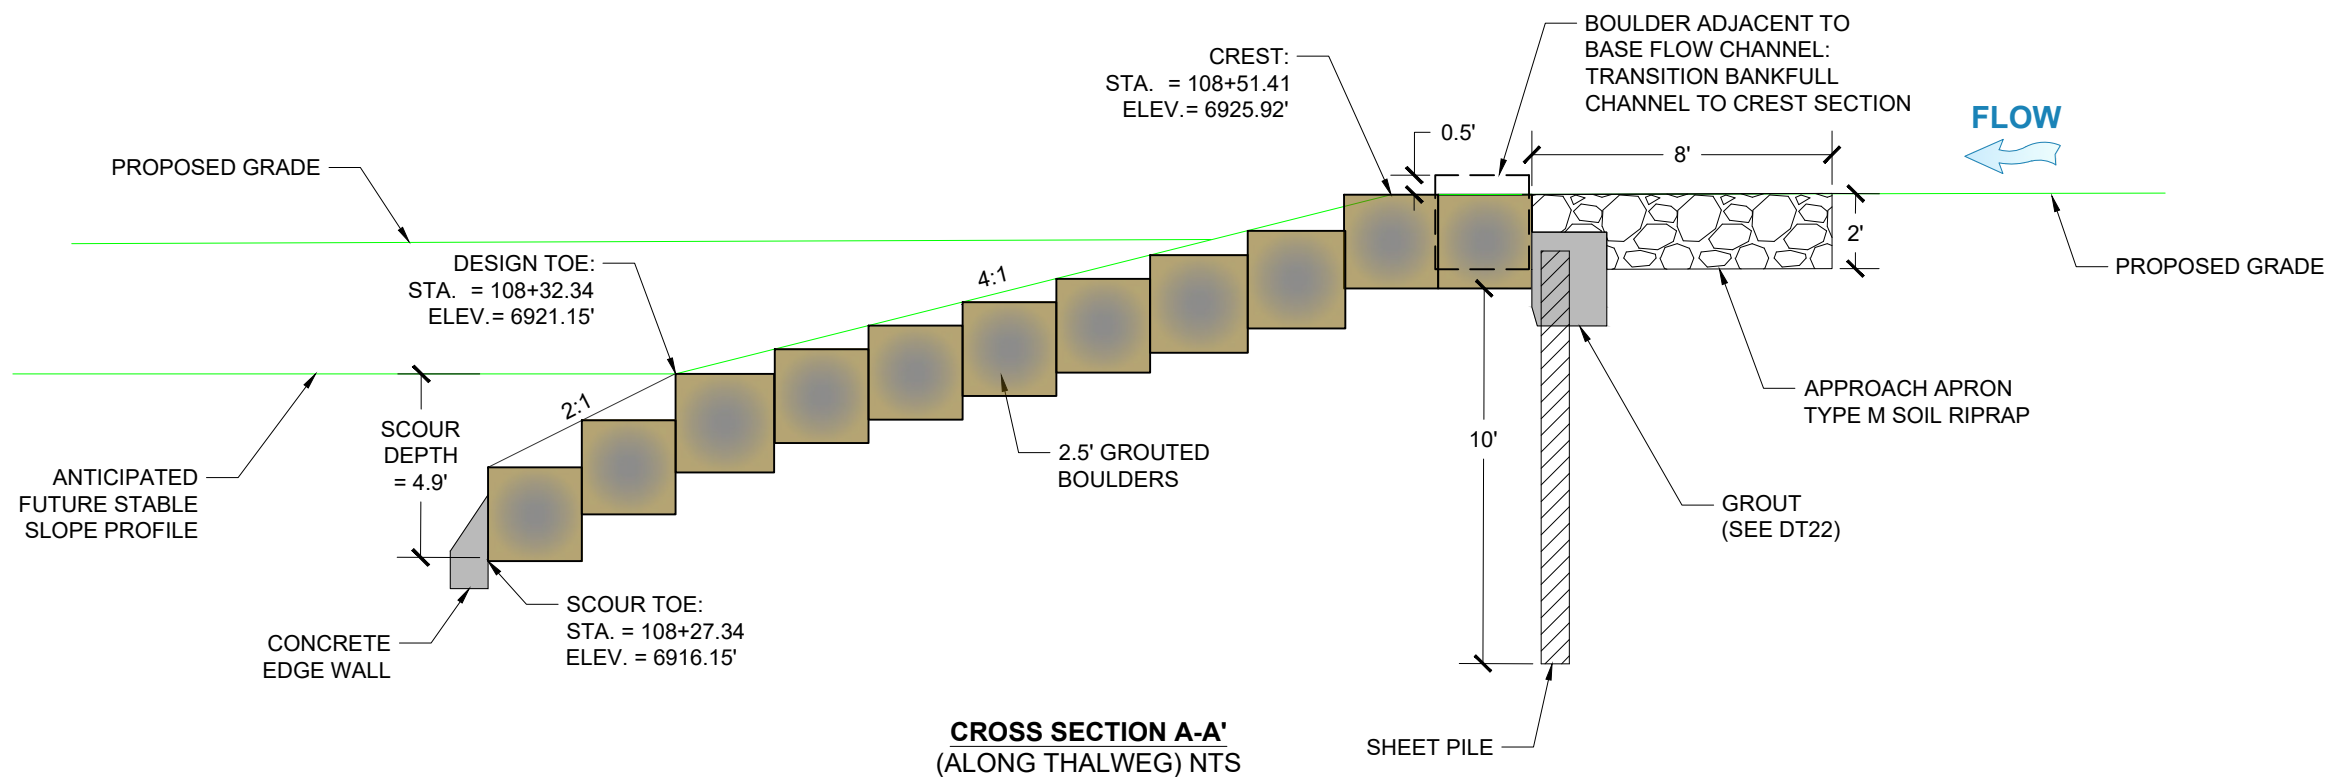 BOULDER ADJACENT TO
BASE FLOW CHANNEL:
TRANSITION BANKFULL
CHANNEL TO CREST SECTION
CREST:
STA. = 108+51.41
ELEV.= 6925.92'
FLOW
0.5'
8'
PROPOSED GRADE
2'
DESIGN TOE:
STA. = 108+32.34
ELEV.= 6921.15'
4:1
PROPOSED GRADE
2:1
SCOUR
DEPTH
= 4.9'
APPROACH APRON
TYPE M SOIL RIPRAP
10'
2.5' GROUTED
BOULDERS
ANTICIPATED
FUTURE STABLE
SLOPE PROFILE
GROUT
(SEE DT22)
SCOUR TOE:
STA. = 108+27.34
ELEV. = 6916.15'
CONCRETE
EDGE WALL
SHEET PILE
CROSS SECTION A-A'
(ALONG THALWEG) NTS